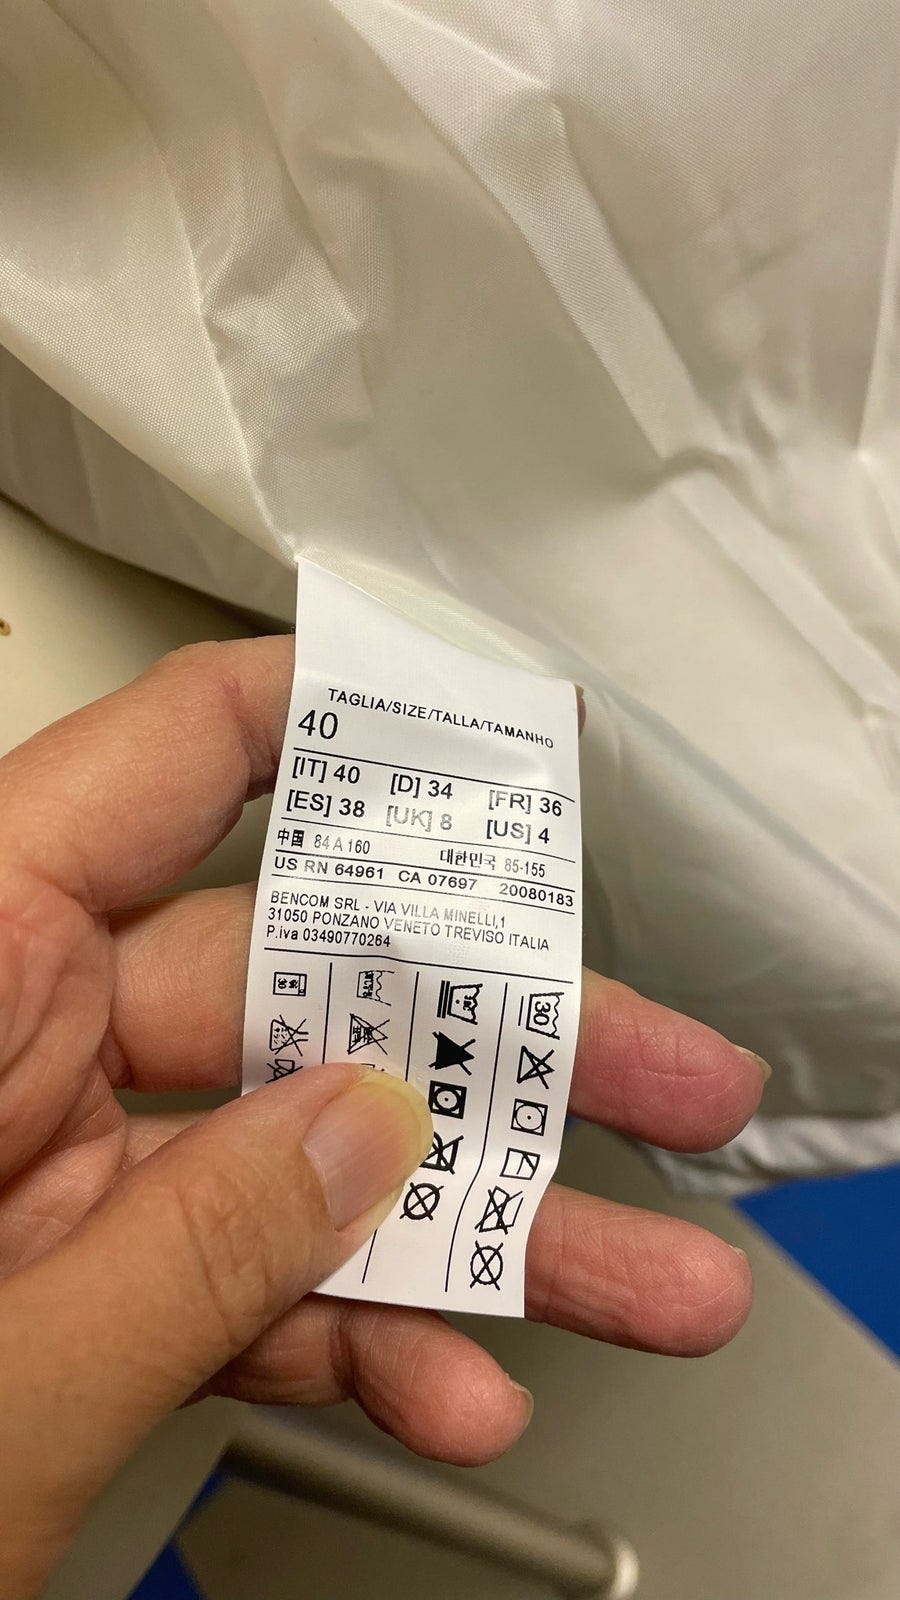 TAGLIA/SIZE/TALLA/TAMANHO
40
[IT] 40 [D] 34 [FR] 36
[ES] 38 [UK] 8 [US] 4
中国 84 A 160 대한민국 85-155
US RN 64961 CA 07697 20080183
BENCOM SRL - VIA VILLA MINELLI,1
31050 PONZANO VENETO TREVISO ITALIA
P.iva 03490770264
30